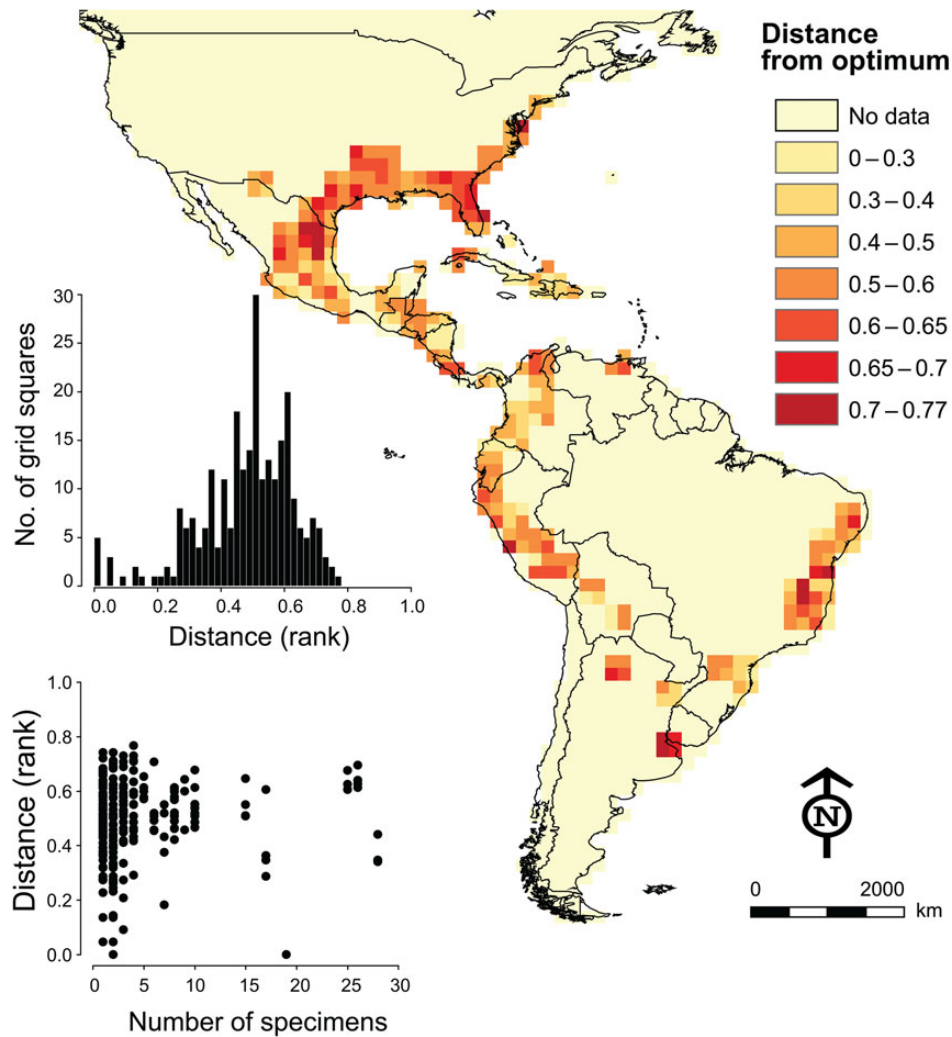 Distance
from optimum
No data
0 – 0.3
0.3 – 0.4
0.4 – 0.5
0.5 – 0.6
0.6 – 0.65
0.65 – 0.7
0.7 – 0.77
No. of grid squares
30
25
20
15
10
5
0
0.0 0.2 0.4 0.6 0.8 1.0
Distance (rank)
Distance (rank)
1.0
0.8
0.6
0.4
0.2
0.0
0 5 10 15 20 25 30
Number of specimens
N
0 2000
km